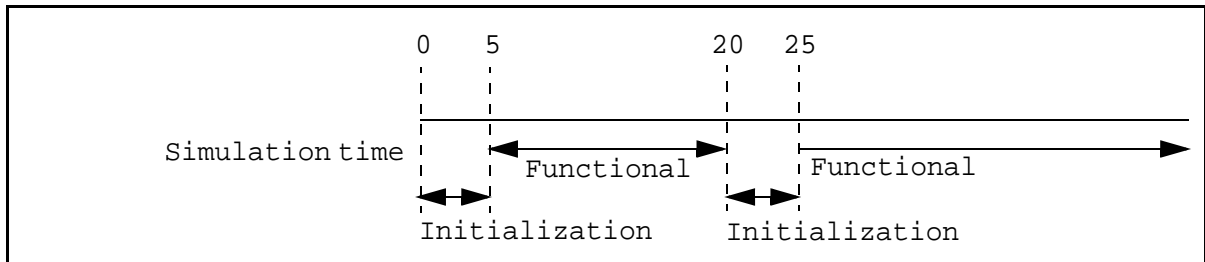 0 5 20 25
Simulation time
Functional Functional
Initialization Initialization